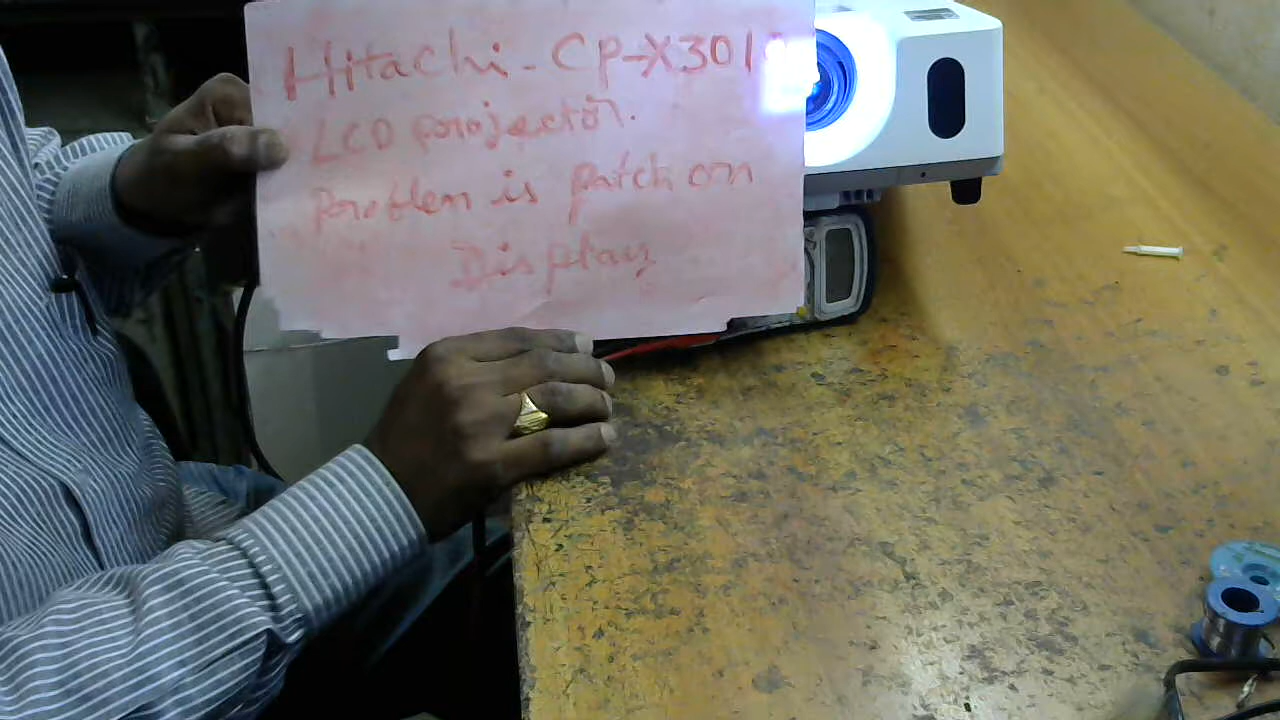 Hitachi - CP-X301
LCD projector.
Problem is patch on
Display